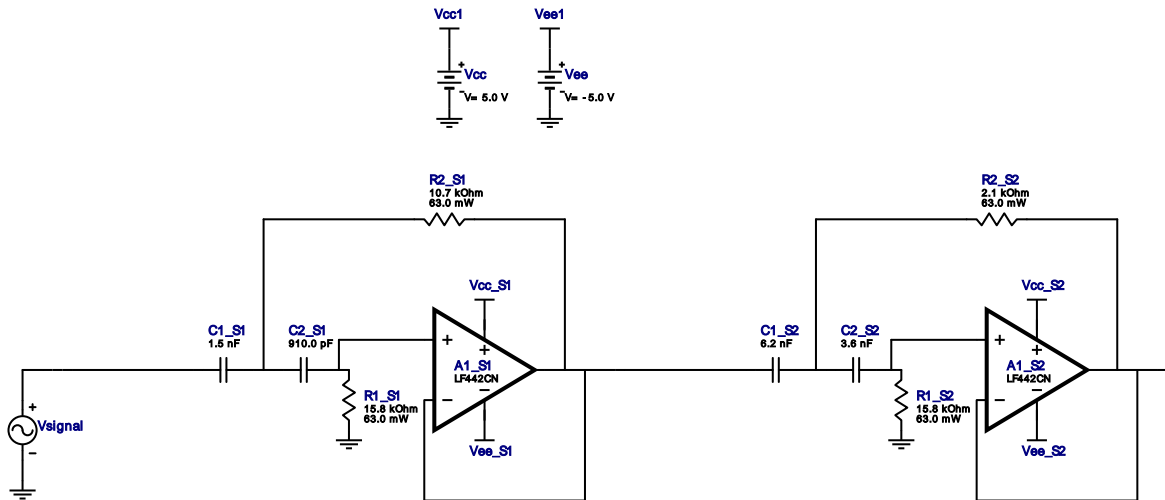 Vcc1
Vee1
+
Vcc
−
V= 5.0 V
+
Vee
−
V= -5.0 V
R2_S1
10.7 kOhm
63.0 mW
R2_S2
2.1 kOhm
63.0 mW
Vcc_S1
Vcc_S2
C1_S1
1.5 nF
C2_S1
910.0 pF
C1_S2
6.2 nF
C2_S2
3.6 nF
+
+
A1_S1
LF442CN
−
−
Vee_S1
+
+
A1_S2
LF442CN
−
−
Vee_S2
R1_S1
15.8 kOhm
63.0 mW
R1_S2
15.8 kOhm
63.0 mW
+
Vsignal
−